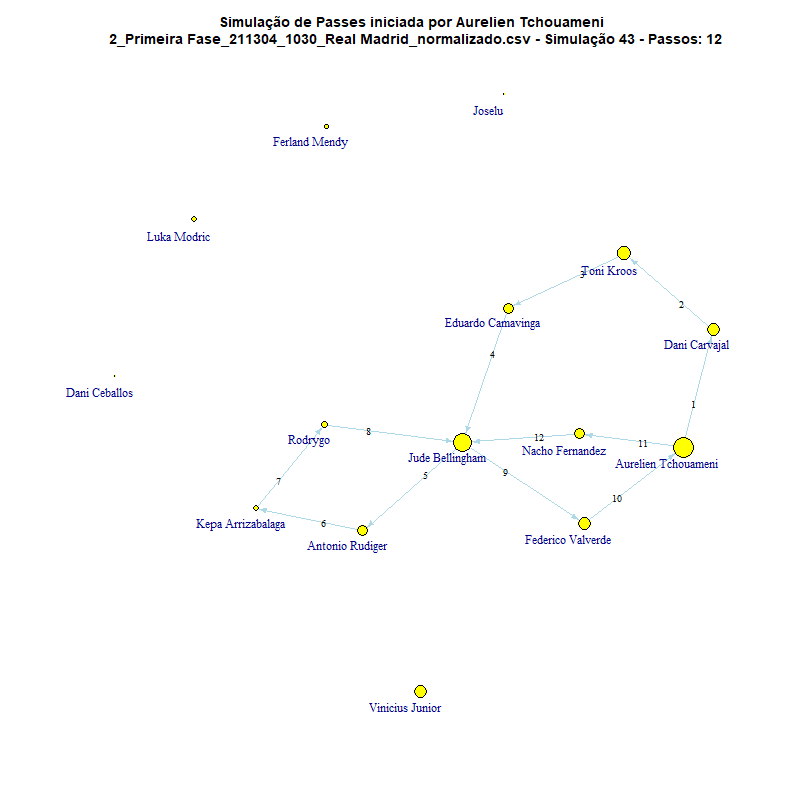 Simulação de Passes iniciada por Aurelien Tchouameni
2_Primeira Fase_211304_1030_Real Madrid_normalizado.csv - Simulação 43 - Passos: 12
Joselu
Ferland Mendy
Luka Modric
Toni Kroos
3
2
Eduardo Camavinga
Dani Carvajal
4
Dani Ceballos
1
8
Rodrygo
12
11
Jude Bellingham
Nacho Fernandez
Aurelien Tchouameni
5
9
7
10
6
Kepa Arrizabalaga
Antonio Rudiger
Federico Valverde
Vinicius Junior